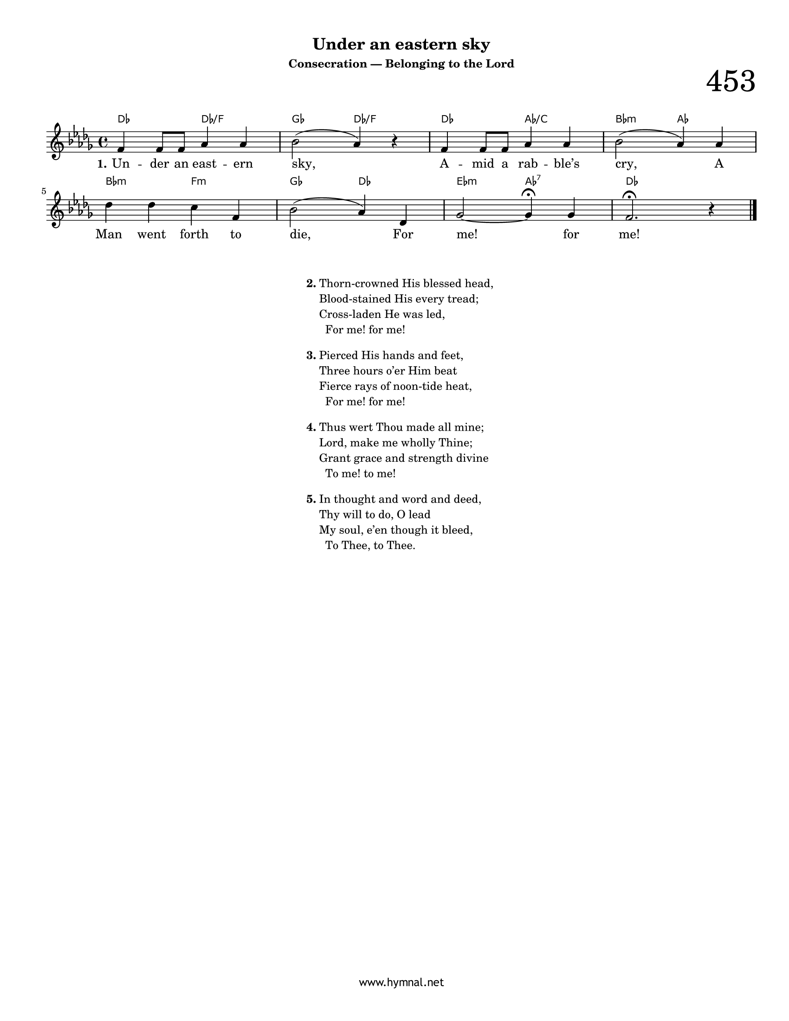 Under an eastern sky
Consecration — Belonging to the Lord
453
D♭ D♭/F G♭ D♭/F D♭ A♭/C B♭m A♭
1. Un - der an east - ern sky, A - mid a rab - ble's cry, A
5
B♭m Fm G♭ D♭ E♭m A♭7 D♭
Man went forth to die, For me! for me!
2. Thorn-crowned His blessed head,
Blood-stained His every tread;
Cross-laden He was led,
For me! for me!
3. Pierced His hands and feet,
Three hours o'er Him beat
Fierce rays of noon-tide heat,
For me! for me!
4. Thus wert Thou made all mine;
Lord, make me wholly Thine;
Grant grace and strength divine
To me! to me!
5. In thought and word and deed,
Thy will to do, O lead
My soul, e'en though it bleed,
To Thee, to Thee.
www.hymnal.net